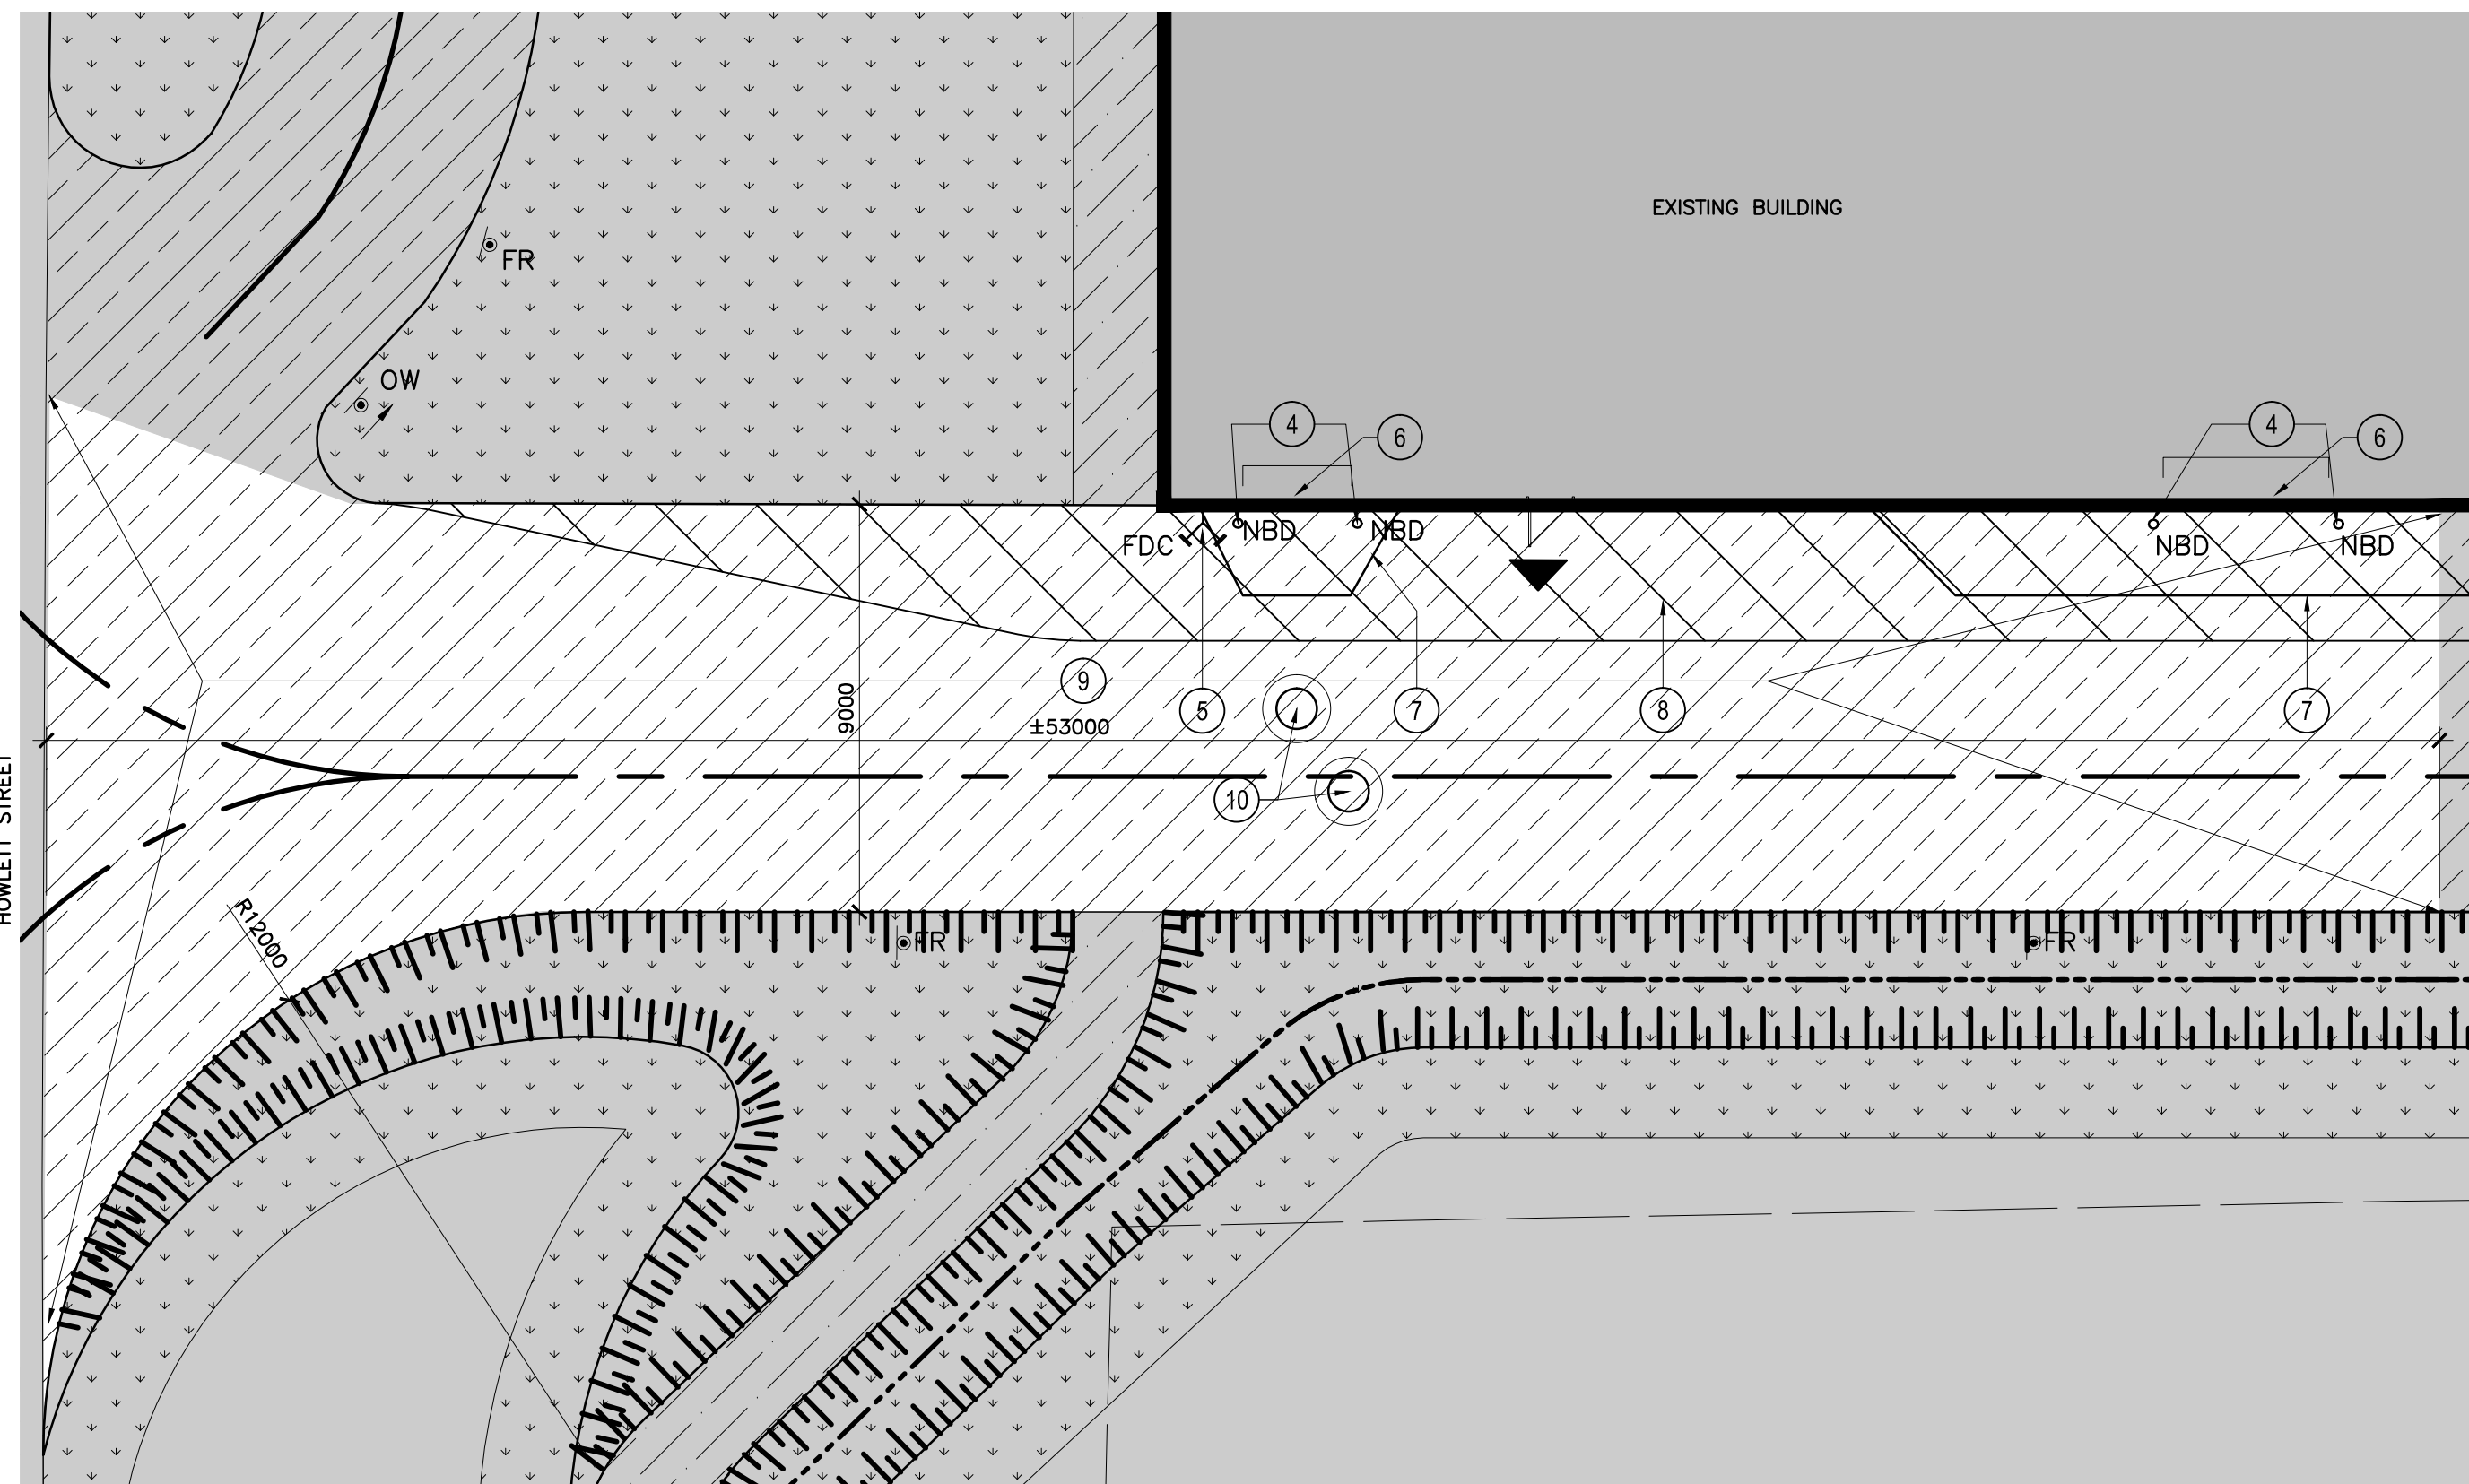 EXISTING BUILDING
FR
OW
4
6
4
6
FDC
NBD
NBD
NBD
NBD
9
5
7
8
7
9000
±53000
10
HOWLETT STREET
R12000
FR
FR